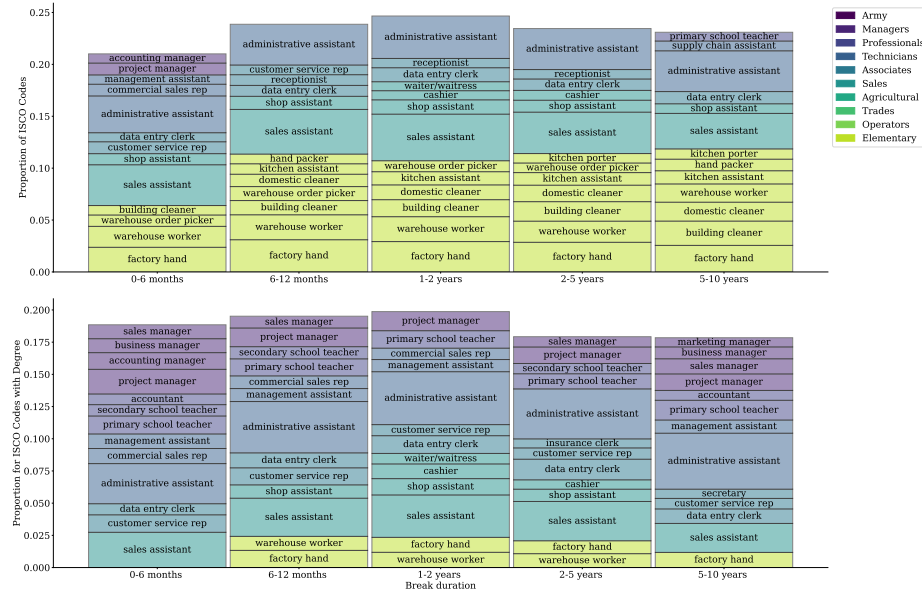 0.25
0.20
0.15
0.10
0.05
0.00
Proportion of ISCO Codes
accounting manager
project manager
management assistant
commercial sales rep
administrative assistant
data entry clerk
customer service rep
shop assistant
sales assistant
building cleaner
warehouse order picker
warehouse worker
factory hand
administrative assistant
customer service rep
receptionist
data entry clerk
shop assistant
sales assistant
hand packer
kitchen assistant
domestic cleaner
warehouse order picker
building cleaner
warehouse worker
factory hand
administrative assistant
receptionist
data entry clerk
waiter/waitress
cashier
shop assistant
sales assistant
warehouse order picker
kitchen assistant
domestic cleaner
building cleaner
warehouse worker
factory hand
administrative assistant
receptionist
data entry clerk
cashier
shop assistant
sales assistant
kitchen porter
warehouse order picker
kitchen assistant
domestic cleaner
building cleaner
warehouse worker
factory hand
primary school teacher
supply chain assistant
administrative assistant
data entry clerk
shop assistant
sales assistant
kitchen porter
hand packer
kitchen assistant
warehouse worker
domestic cleaner
building cleaner
factory hand
0-6 months
6-12 months
1-2 years
2-5 years
5-10 years
Army
Managers
Professionals
Technicians
Associates
Sales
Agricultural
Trades
Operators
Elementary
0.200
0.175
0.150
0.125
0.100
0.075
0.050
0.025
0.000
Proportion for ISCO Codes with Degree
sales manager
business manager
accounting manager
project manager
accountant
secondary school teacher
primary school teacher
management assistant
commercial sales rep
administrative assistant
data entry clerk
customer service rep
sales assistant
sales manager
project manager
secondary school teacher
primary school teacher
commercial sales rep
management assistant
administrative assistant
data entry clerk
customer service rep
shop assistant
sales assistant
warehouse worker
factory hand
project manager
primary school teacher
commercial sales rep
management assistant
administrative assistant
customer service rep
data entry clerk
waiter/waitress
cashier
shop assistant
sales assistant
factory hand
warehouse worker
sales manager
project manager
secondary school teacher
primary school teacher
administrative assistant
insurance clerk
customer service rep
data entry clerk
cashier
shop assistant
sales assistant
factory hand
warehouse worker
marketing manager
business manager
sales manager
project manager
accountant
primary school teacher
management assistant
administrative assistant
secretary
customer service rep
data entry clerk
sales assistant
factory hand
0-6 months
6-12 months
1-2 years
2-5 years
5-10 years
Break duration